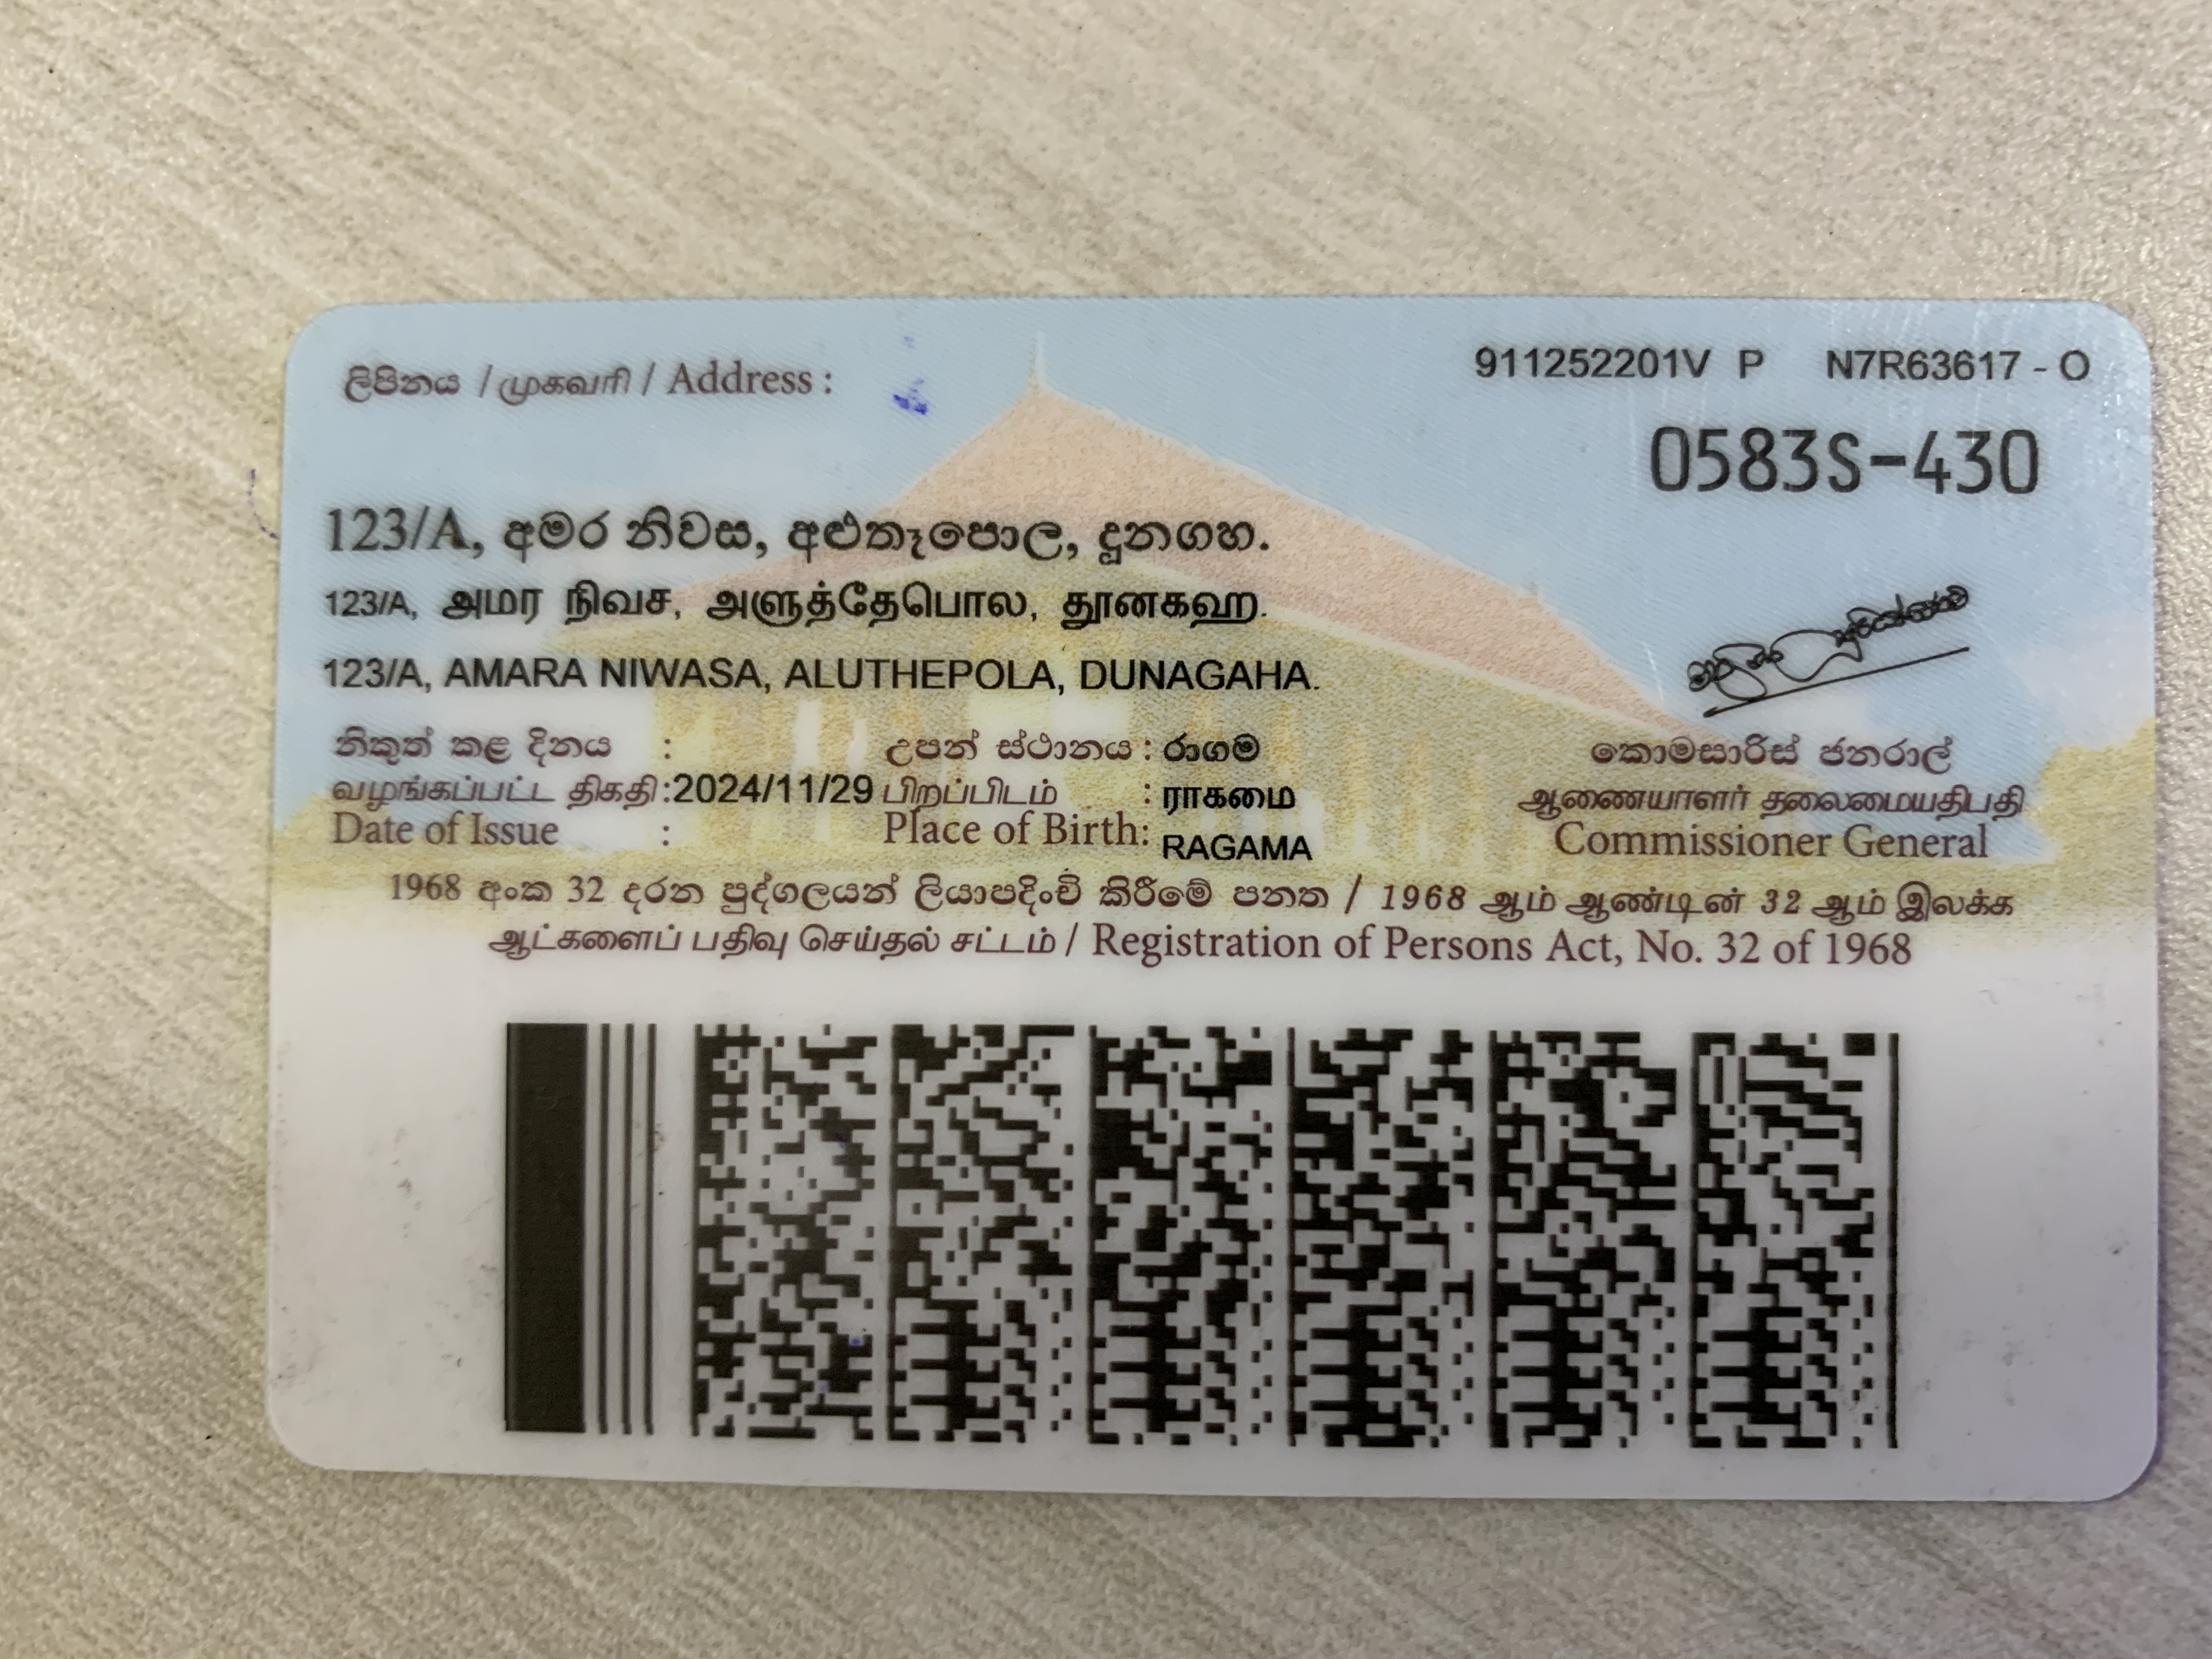 ලිපිනය / முகவரி / Address :
911252201V P N7R63617 - O
0583S-430
123/A, අමර නිවස, අළුතෑපොල, දූනගහ.
123/A, அமர நிவச, அளுத்தேபொல, தூனகஹ.
123/A, AMARA NIWASA, ALUTHEPOLA, DUNAGAHA.
නිකුත් කළ දිනය :
வழங்கப்பட்ட திகதி :2024/11/29
Date of Issue :
උපන් ස්ථානය : රාගම
பிறப்பிடம் : ராகமை
Place of Birth: RAGAMA
කොමසාරිස් ජනරාල්
ஆணையாளர் தலைமையதிபதி
Commissioner General
1968 අංක 32 දරන පුද්ගලයන් ලියාපදිංචි කිරීමේ පනත / 1968 ஆம் ஆண்டின் 32 ஆம் இலக்க
ஆட்களைப் பதிவு செய்தல் சட்டம் / Registration of Persons Act, No. 32 of 1968